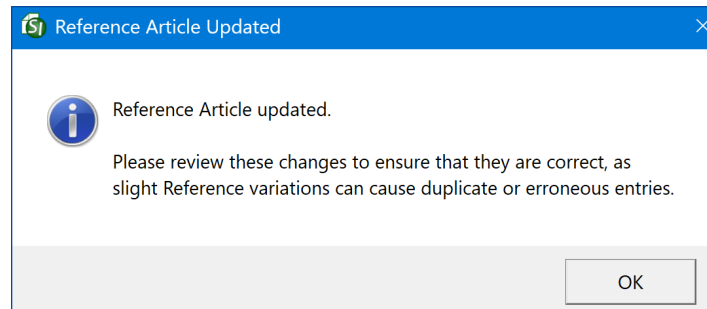 SI Reference Article Updated
Reference Article updated.
Please review these changes to ensure that they are correct, as
slight Reference variations can cause duplicate or erroneous entries.
OK